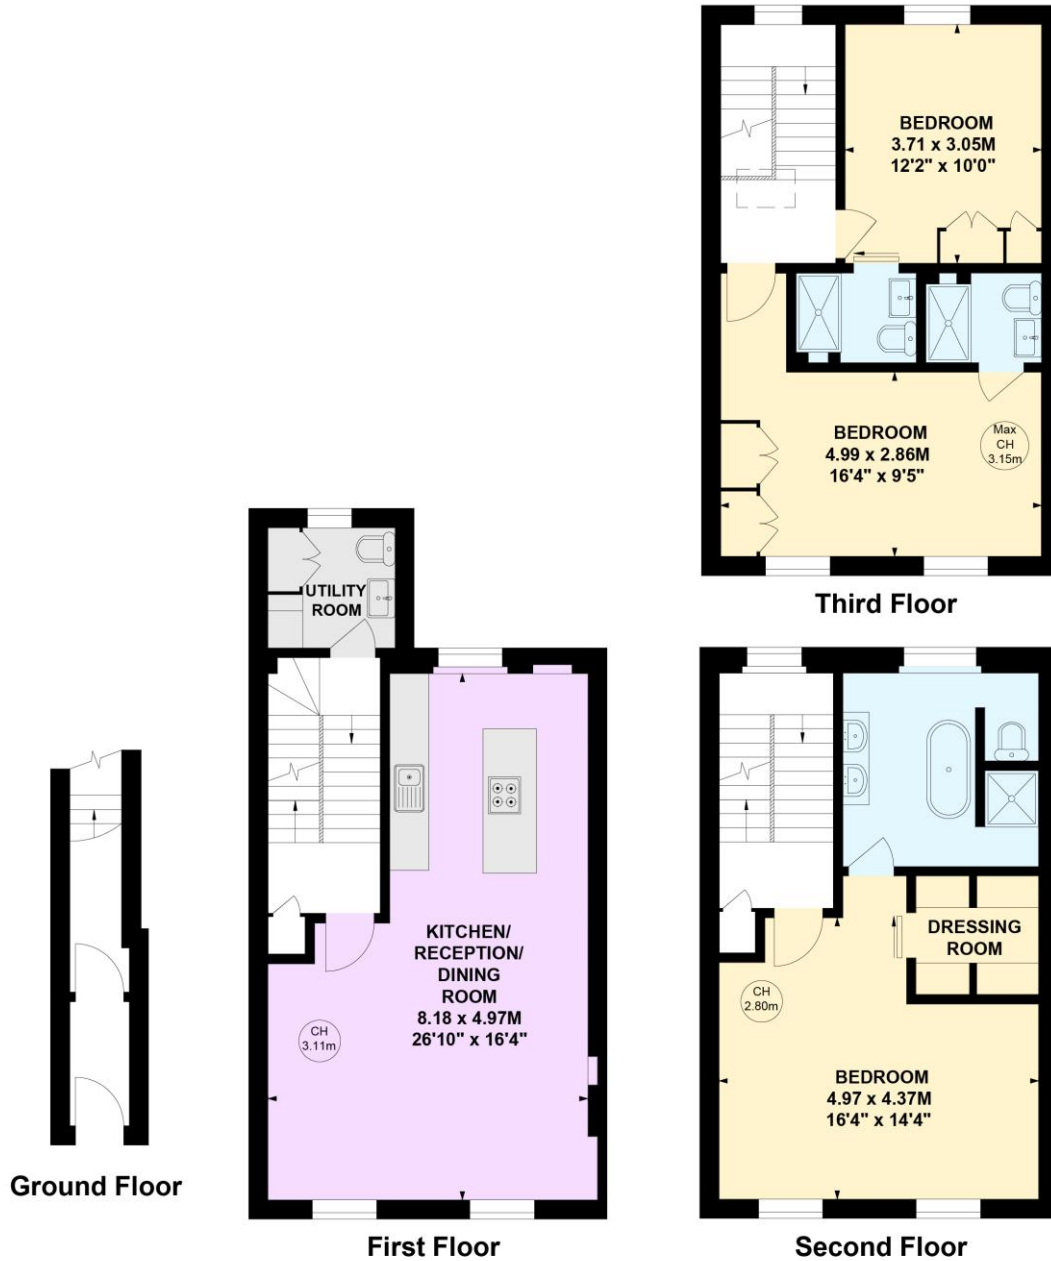 BEDROOM
3.71 x 3.05M
12'2" x 10'0"
BEDROOM
4.99 x 2.86M
16'4" x 9'5"
Max
CH
3.15m
Third Floor
UTILITY
ROOM
KITCHEN/
RECEPTION/
DINING
ROOM
8.18 x 4.97M
26'10" x 16'4"
CH
3.11m
First Floor
DRESSING
ROOM
CH
2.80m
BEDROOM
4.97 x 4.37M
16'4" x 14'4"
Second Floor
Ground Floor